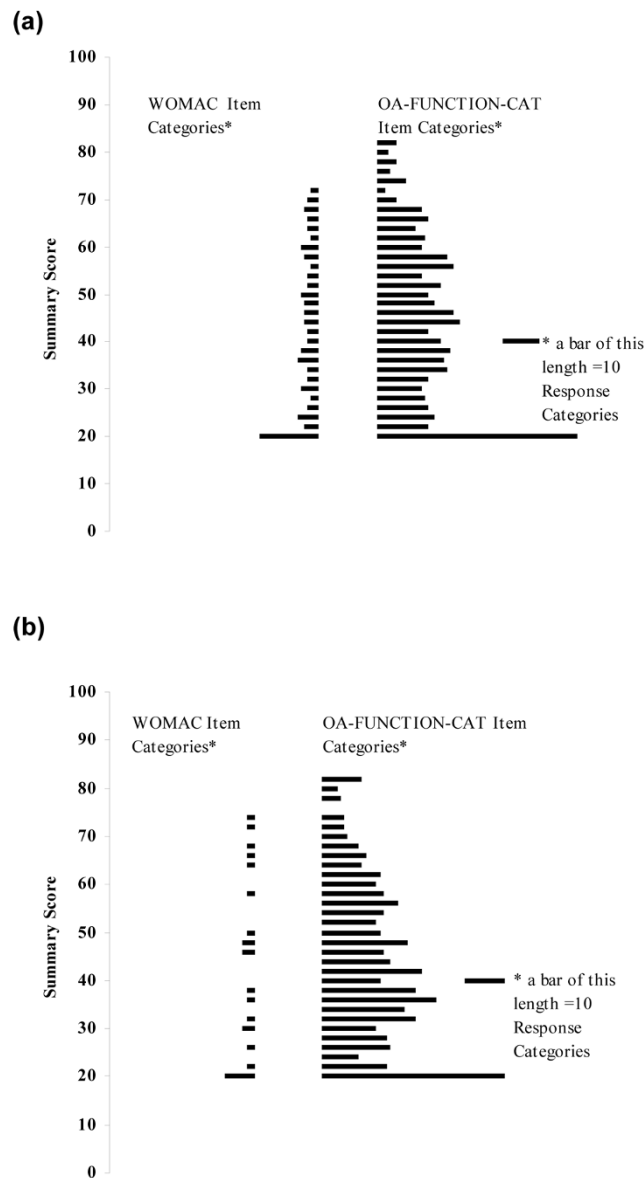 (a)
100
90
80
70
60
50
40
30
20
10
0
Summary Score
WOMAC Item
Categories*
OA-FUNCTION-CAT
Item Categories*
* a bar of this
length =10
Response
Categories
(b)
100
90
80
70
60
50
40
30
20
10
0
Summary Score
WOMAC Item
Categories*
OA-FUNCTION-CAT Item
Categories*
* a bar of this
length =10
Response
Categories